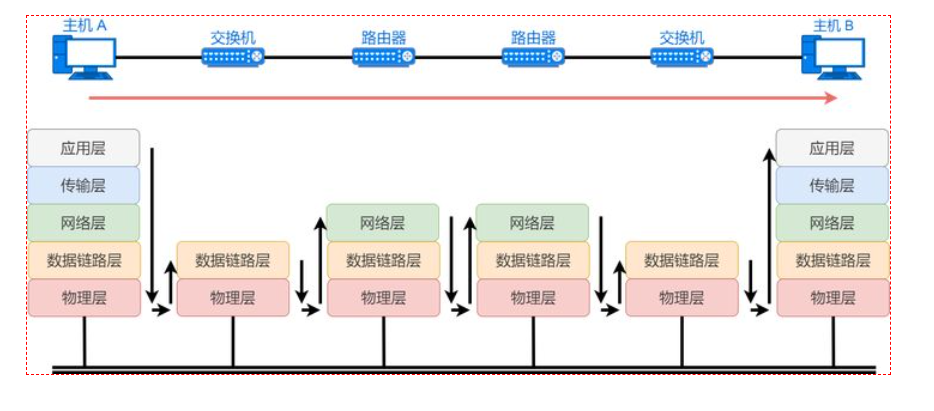 主机 A
交换机
路由器
路由器
交换机
主机 B
应用层
传输层
网络层
数据链路层
物理层
数据链路层
物理层
网络层
数据链路层
物理层
网络层
数据链路层
物理层
数据链路层
物理层
应用层
传输层
网络层
数据链路层
物理层